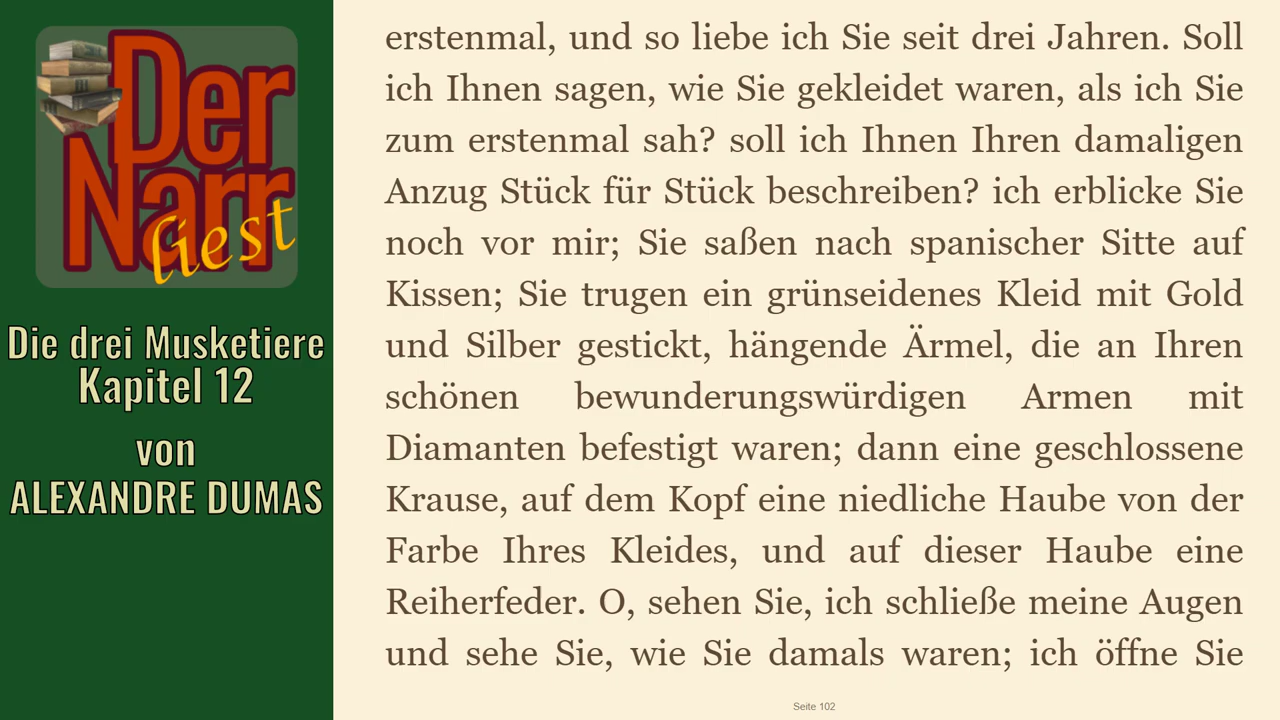 Der
Narr
liest
Die drei Musketiere
Kapitel 12
von
ALEXANDRE DUMAS
erstenmal, und so liebe ich Sie seit drei Jahren. Soll
ich Ihnen sagen, wie Sie gekleidet waren, als ich Sie
zum erstenmal sah? soll ich Ihnen Ihren damaligen
Anzug Stück für Stück beschreiben? ich erblicke Sie
noch vor mir; Sie saßen nach spanischer Sitte auf
Kissen; Sie trugen ein grünseidenes Kleid mit Gold
und Silber gestickt, hängende Ärmel, die an Ihren
schönen bewunderungswürdigen Armen mit
Diamanten befestigt waren; dann eine geschlossene
Krause, auf dem Kopf eine niedliche Haube von der
Farbe Ihres Kleides, und auf dieser Haube eine
Reiherfeder. O, sehen Sie, ich schließe meine Augen
und sehe Sie, wie Sie damals waren; ich öffne Sie
Seite 102